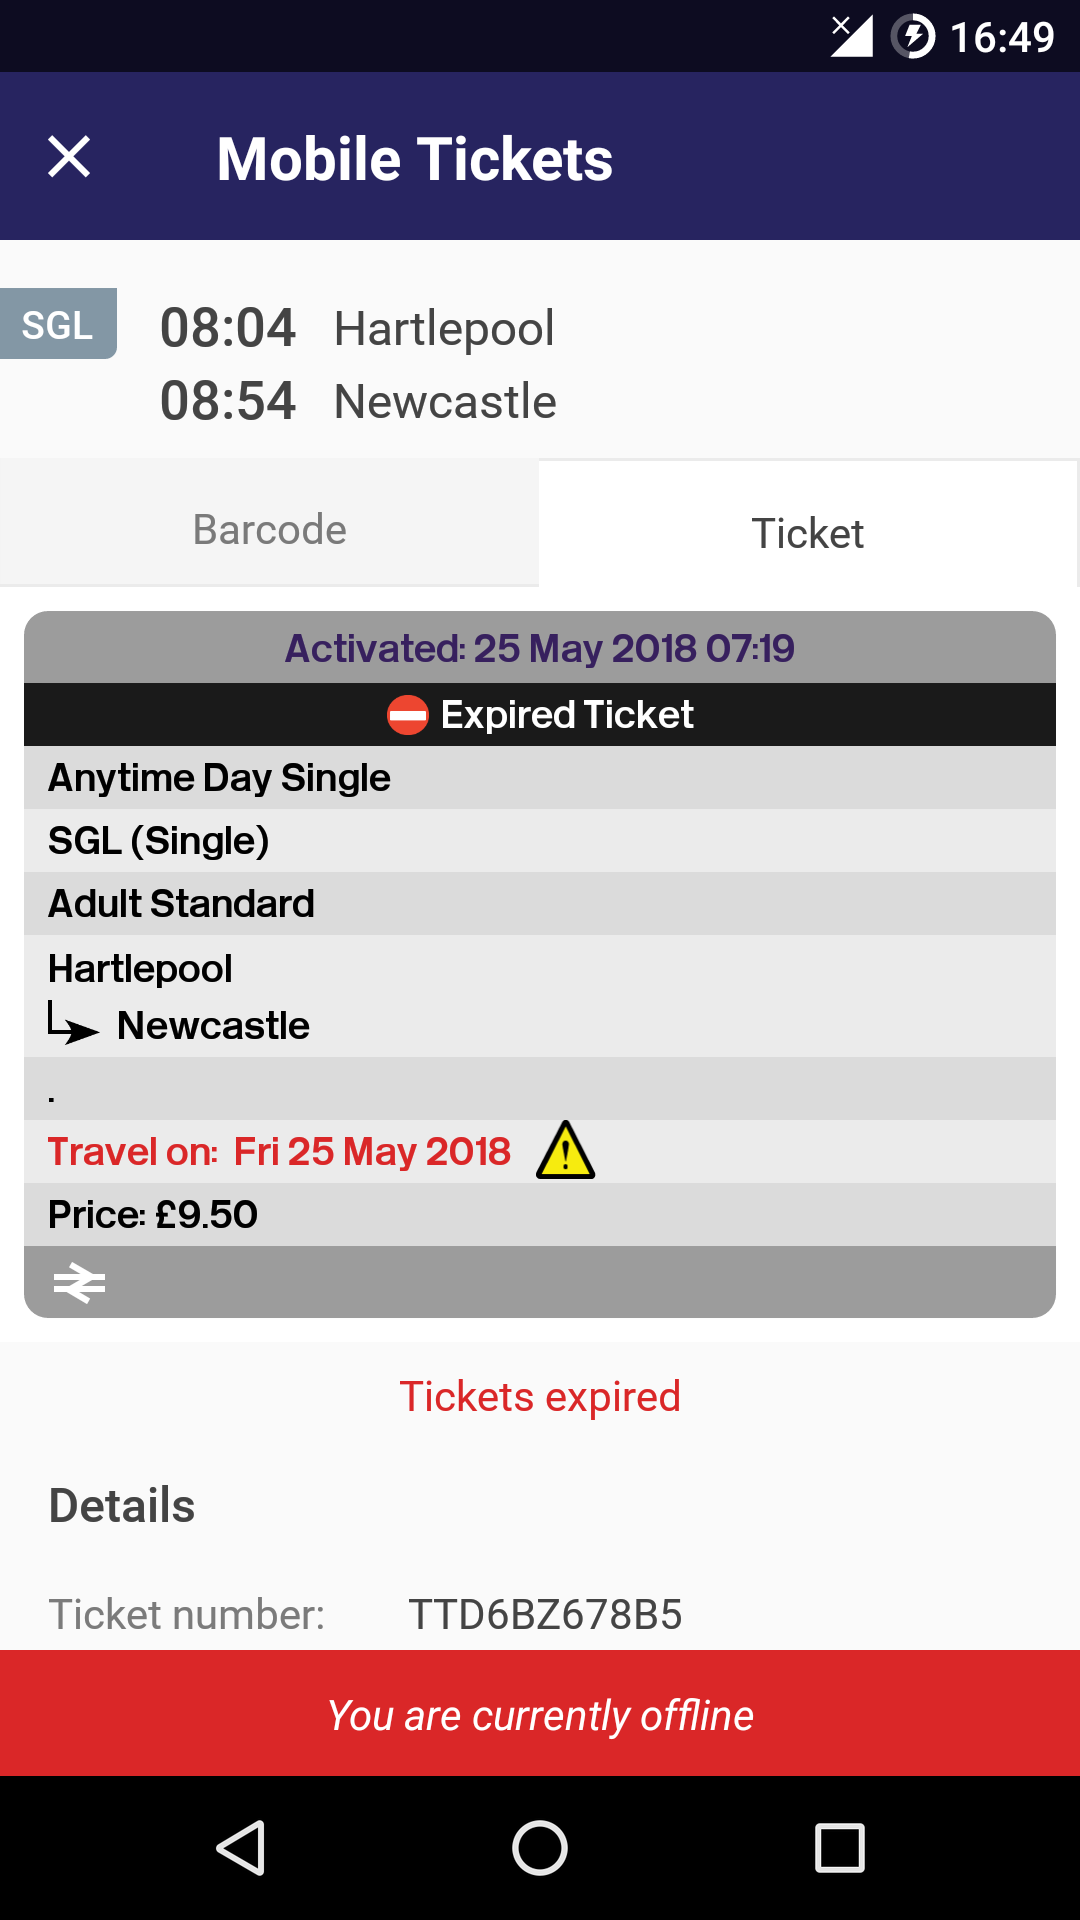 16:49
Mobile Tickets
SGL 08:04 Hartlepool
08:54 Newcastle
Barcode Ticket
Activated: 25 May 2018 07:19
Expired Ticket
Anytime Day Single
SGL (Single)
Adult Standard
Hartlepool
Newcastle
.
Travel on: Fri 25 May 2018
Price: £9.50
Tickets expired
Details
Ticket number: TTD6BZ678B5
You are currently offline